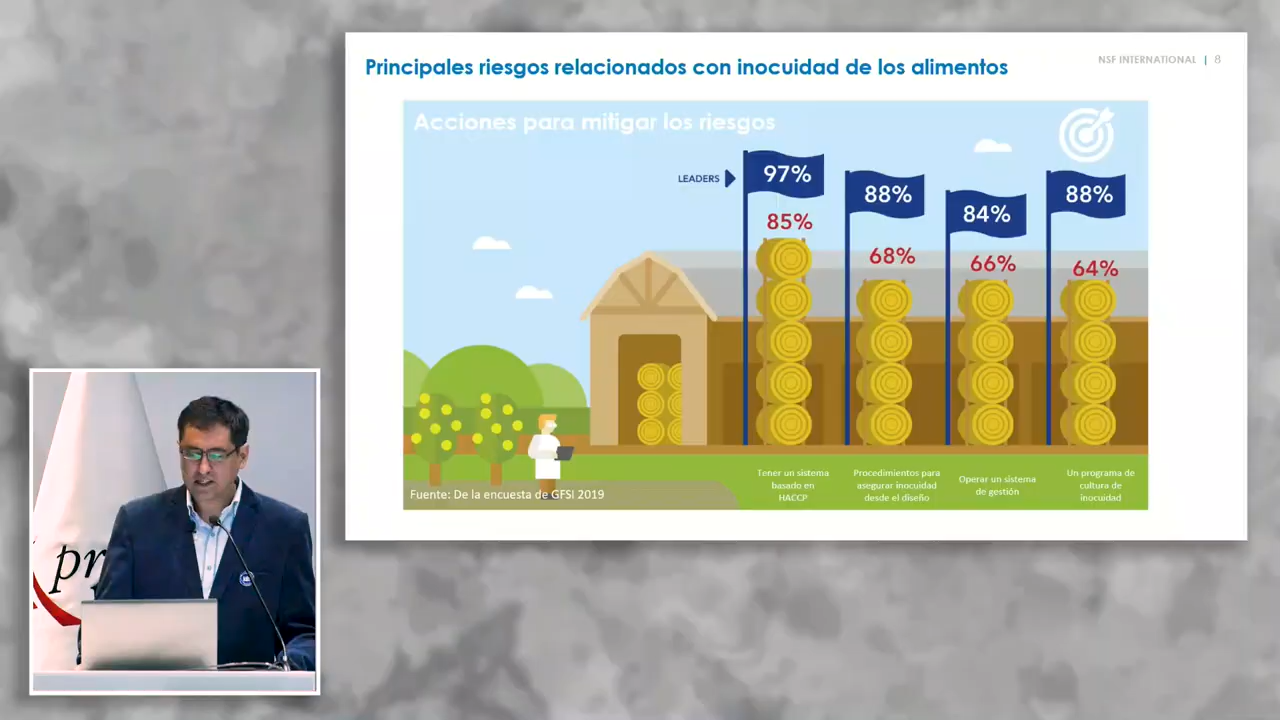 Principales riesgos relacionados con inocuidad de los alimentos
NSF INTERNATIONAL | 8
Acciones para mitigar los riesgos
LEADERS
97%
88%
84%
88%
85%
68%
66%
64%
Tener un sistema
basado en
HACCP
Procedimientos para
asegurar inocuidad
desde el diseño
Operar un sistema
de gestión
Un programa de
cultura de
inocuidad
Fuente: De la encuesta de GFSI 2019
pr